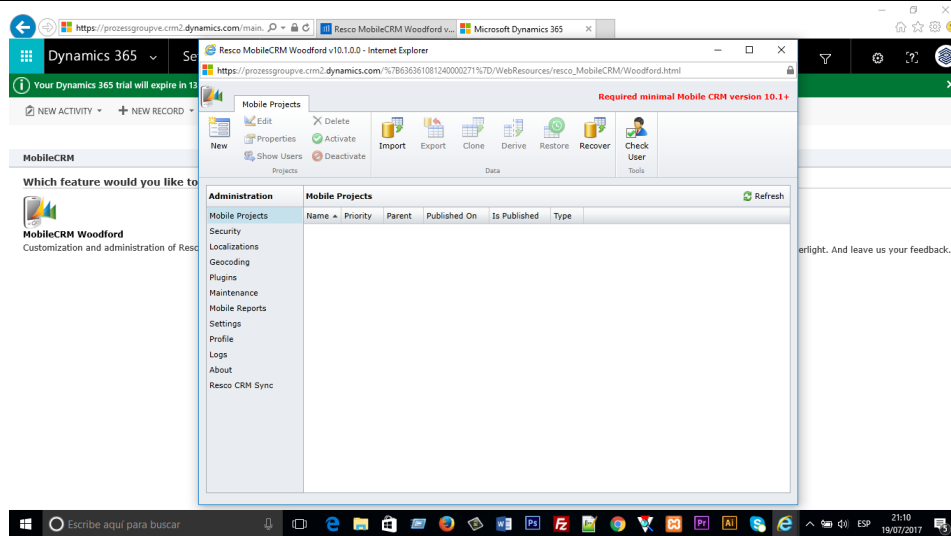 https://prozessgroupve.crm2.dynamics.com/main.
Resco MobileCRM Woodford v...
Microsoft Dynamics 365
Dynamics 365
Se
Resco MobileCRM Woodford v10.1.0.0 - Internet Explorer
https://prozessgroupve.crm2.dynamics.com/%7B636361081240000271%7D/WebResources/resco_MobileCRM/Woodford.html
Your Dynamics 365 trial will expire in 13
Mobile Projects
Required minimal Mobile CRM version 10.1+
NEW ACTIVITY
NEW RECORD
New
Edit
Properties
Show Users
Delete
Activate
Deactivate
Projects
Import
Export
Clone
Derive
Restore
Recover
Data
Check User
Tools
MobileCRM
Which feature would you like to
MobileCRM Woodford
Customization and administration of Resc
erlight. And leave us your feedback.
Administration
Mobile Projects
Security
Localizations
Geocoding
Plugins
Maintenance
Mobile Reports
Settings
Profile
Logs
About
Resco CRM Sync
Mobile Projects
Refresh
Name Priority Parent Published On Is Published Type
Escribe aquí para buscar
ESP
21:10
19/07/2017